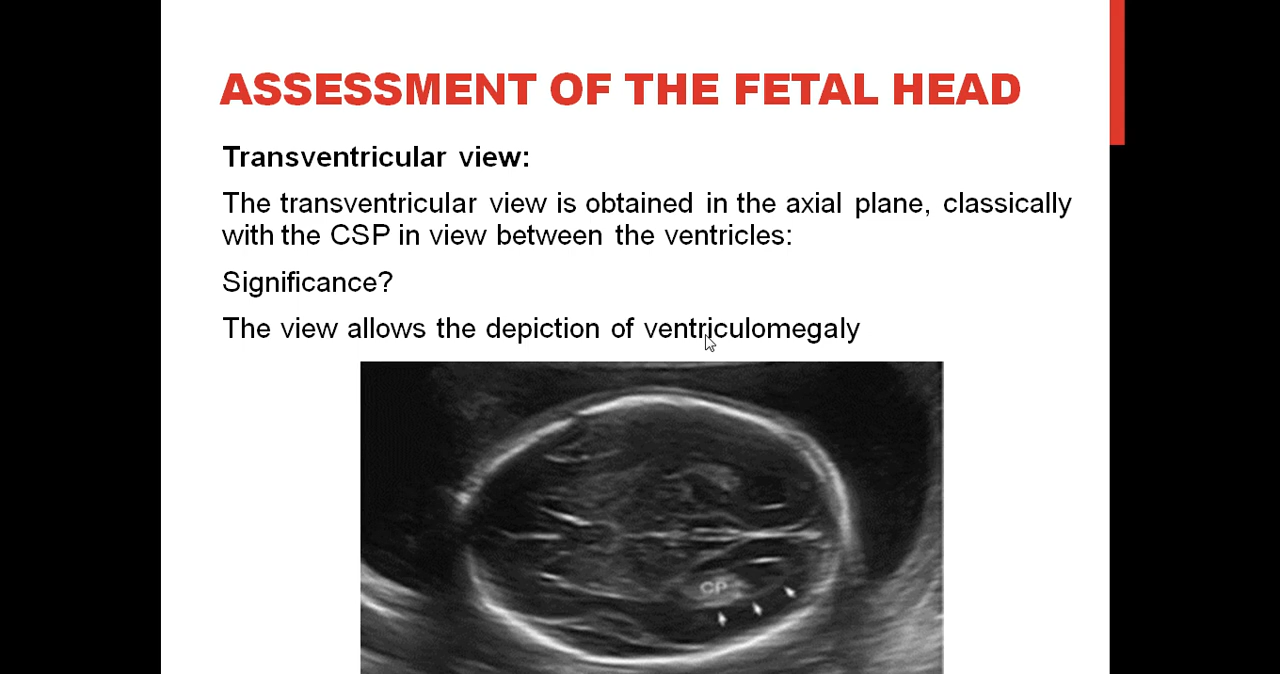 ASSESSMENT OF THE FETAL HEAD
Transventricular view:
The transventricular view is obtained in the axial plane, classically
with the CSP in view between the ventricles:
Significance?
The view allows the depiction of ventriculomegaly
CP